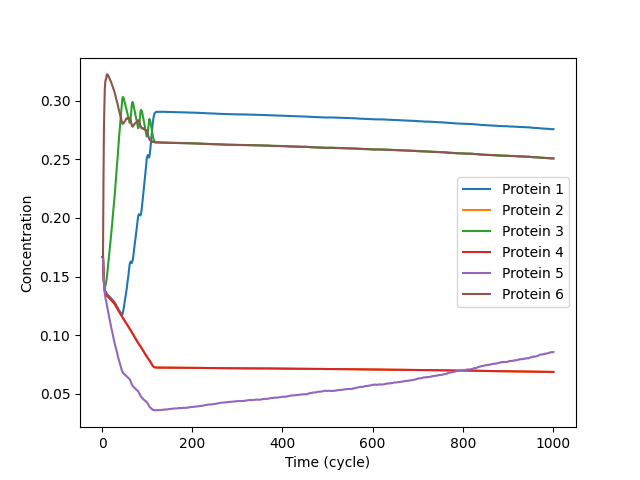 0.30
0.25
0.20
0.15
0.10
0.05
Concentration
0
200
400
600
800
1000
Time (cycle)
Protein 1
Protein 2
Protein 3
Protein 4
Protein 5
Protein 6